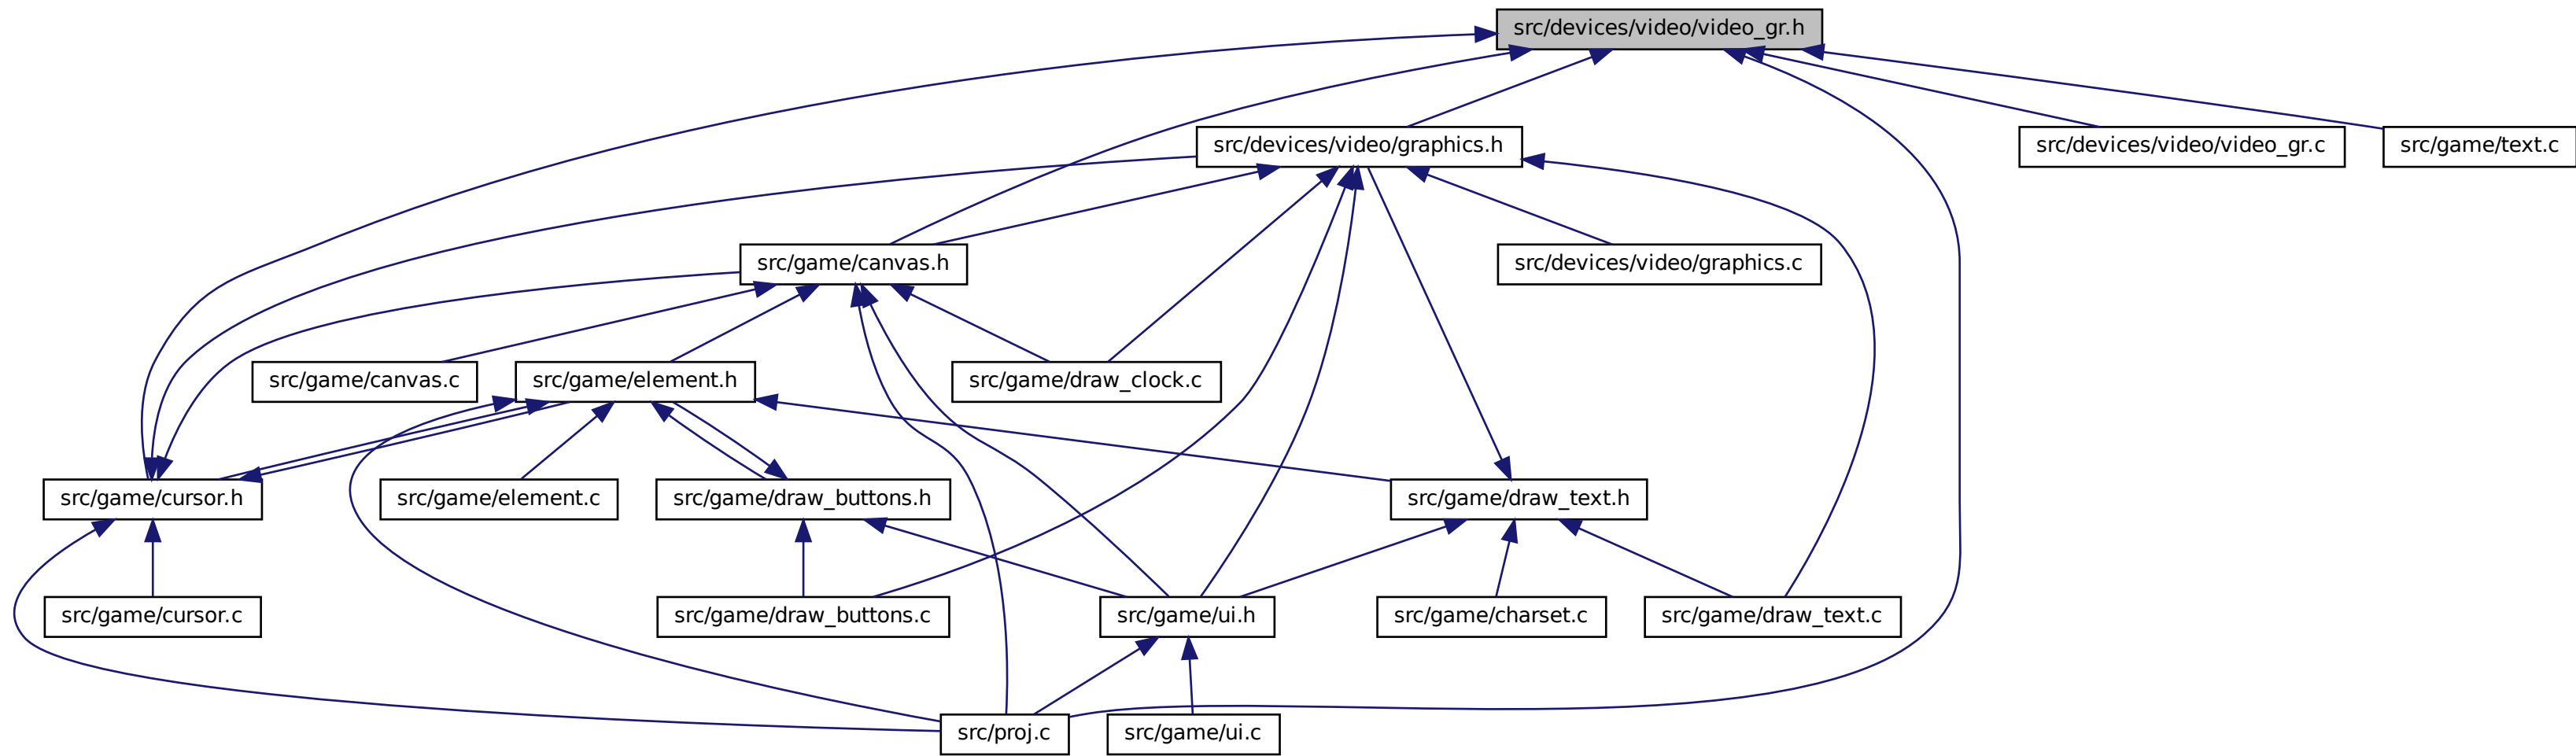 src/devices/video/video_gr.h
src/devices/video/graphics.h
src/devices/video/video_gr.c
src/game/text.c
src/game/canvas.h
src/devices/video/graphics.c
src/game/canvas.c
src/game/element.h
src/game/draw_clock.c
src/game/cursor.h
src/game/element.c
src/game/draw_buttons.h
src/game/draw_text.h
src/game/cursor.c
src/game/draw_buttons.c
src/game/ui.h
src/game/charset.c
src/game/draw_text.c
src/proj.c
src/game/ui.c